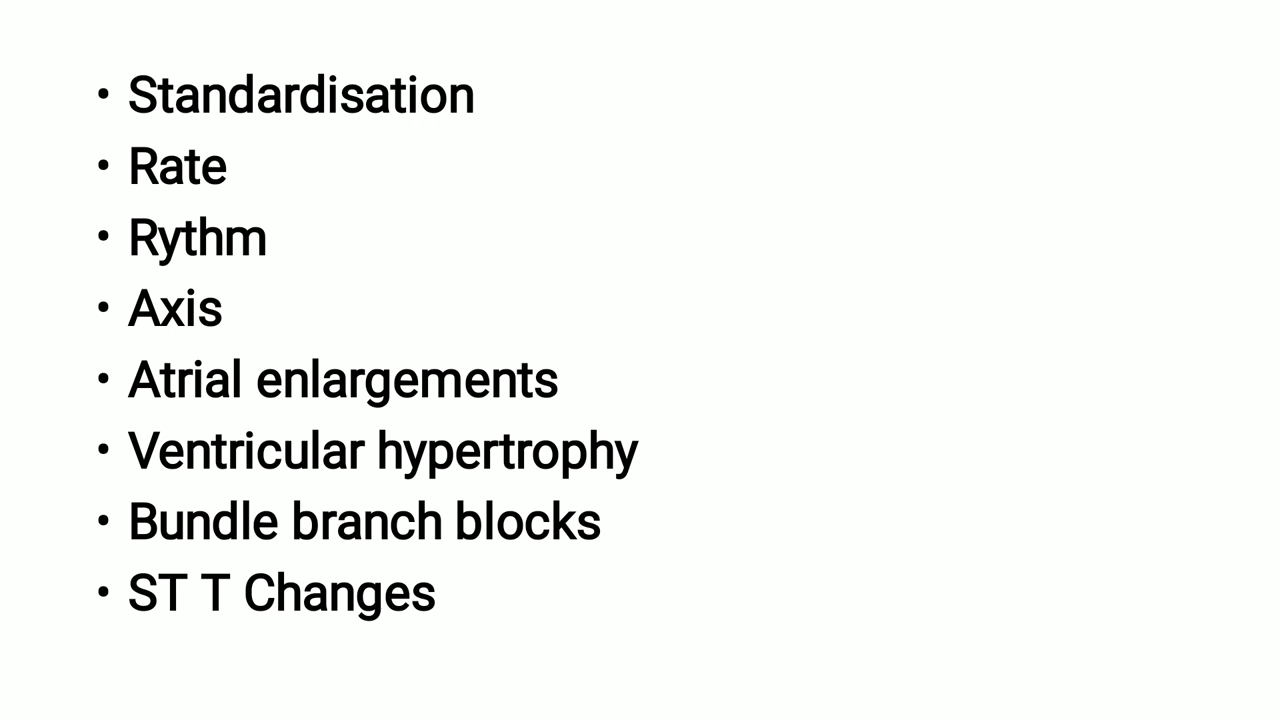 • Standardisation
• Rate
• Rythm
• Axis
• Atrial enlargements
• Ventricular hypertrophy
• Bundle branch blocks
• ST T Changes